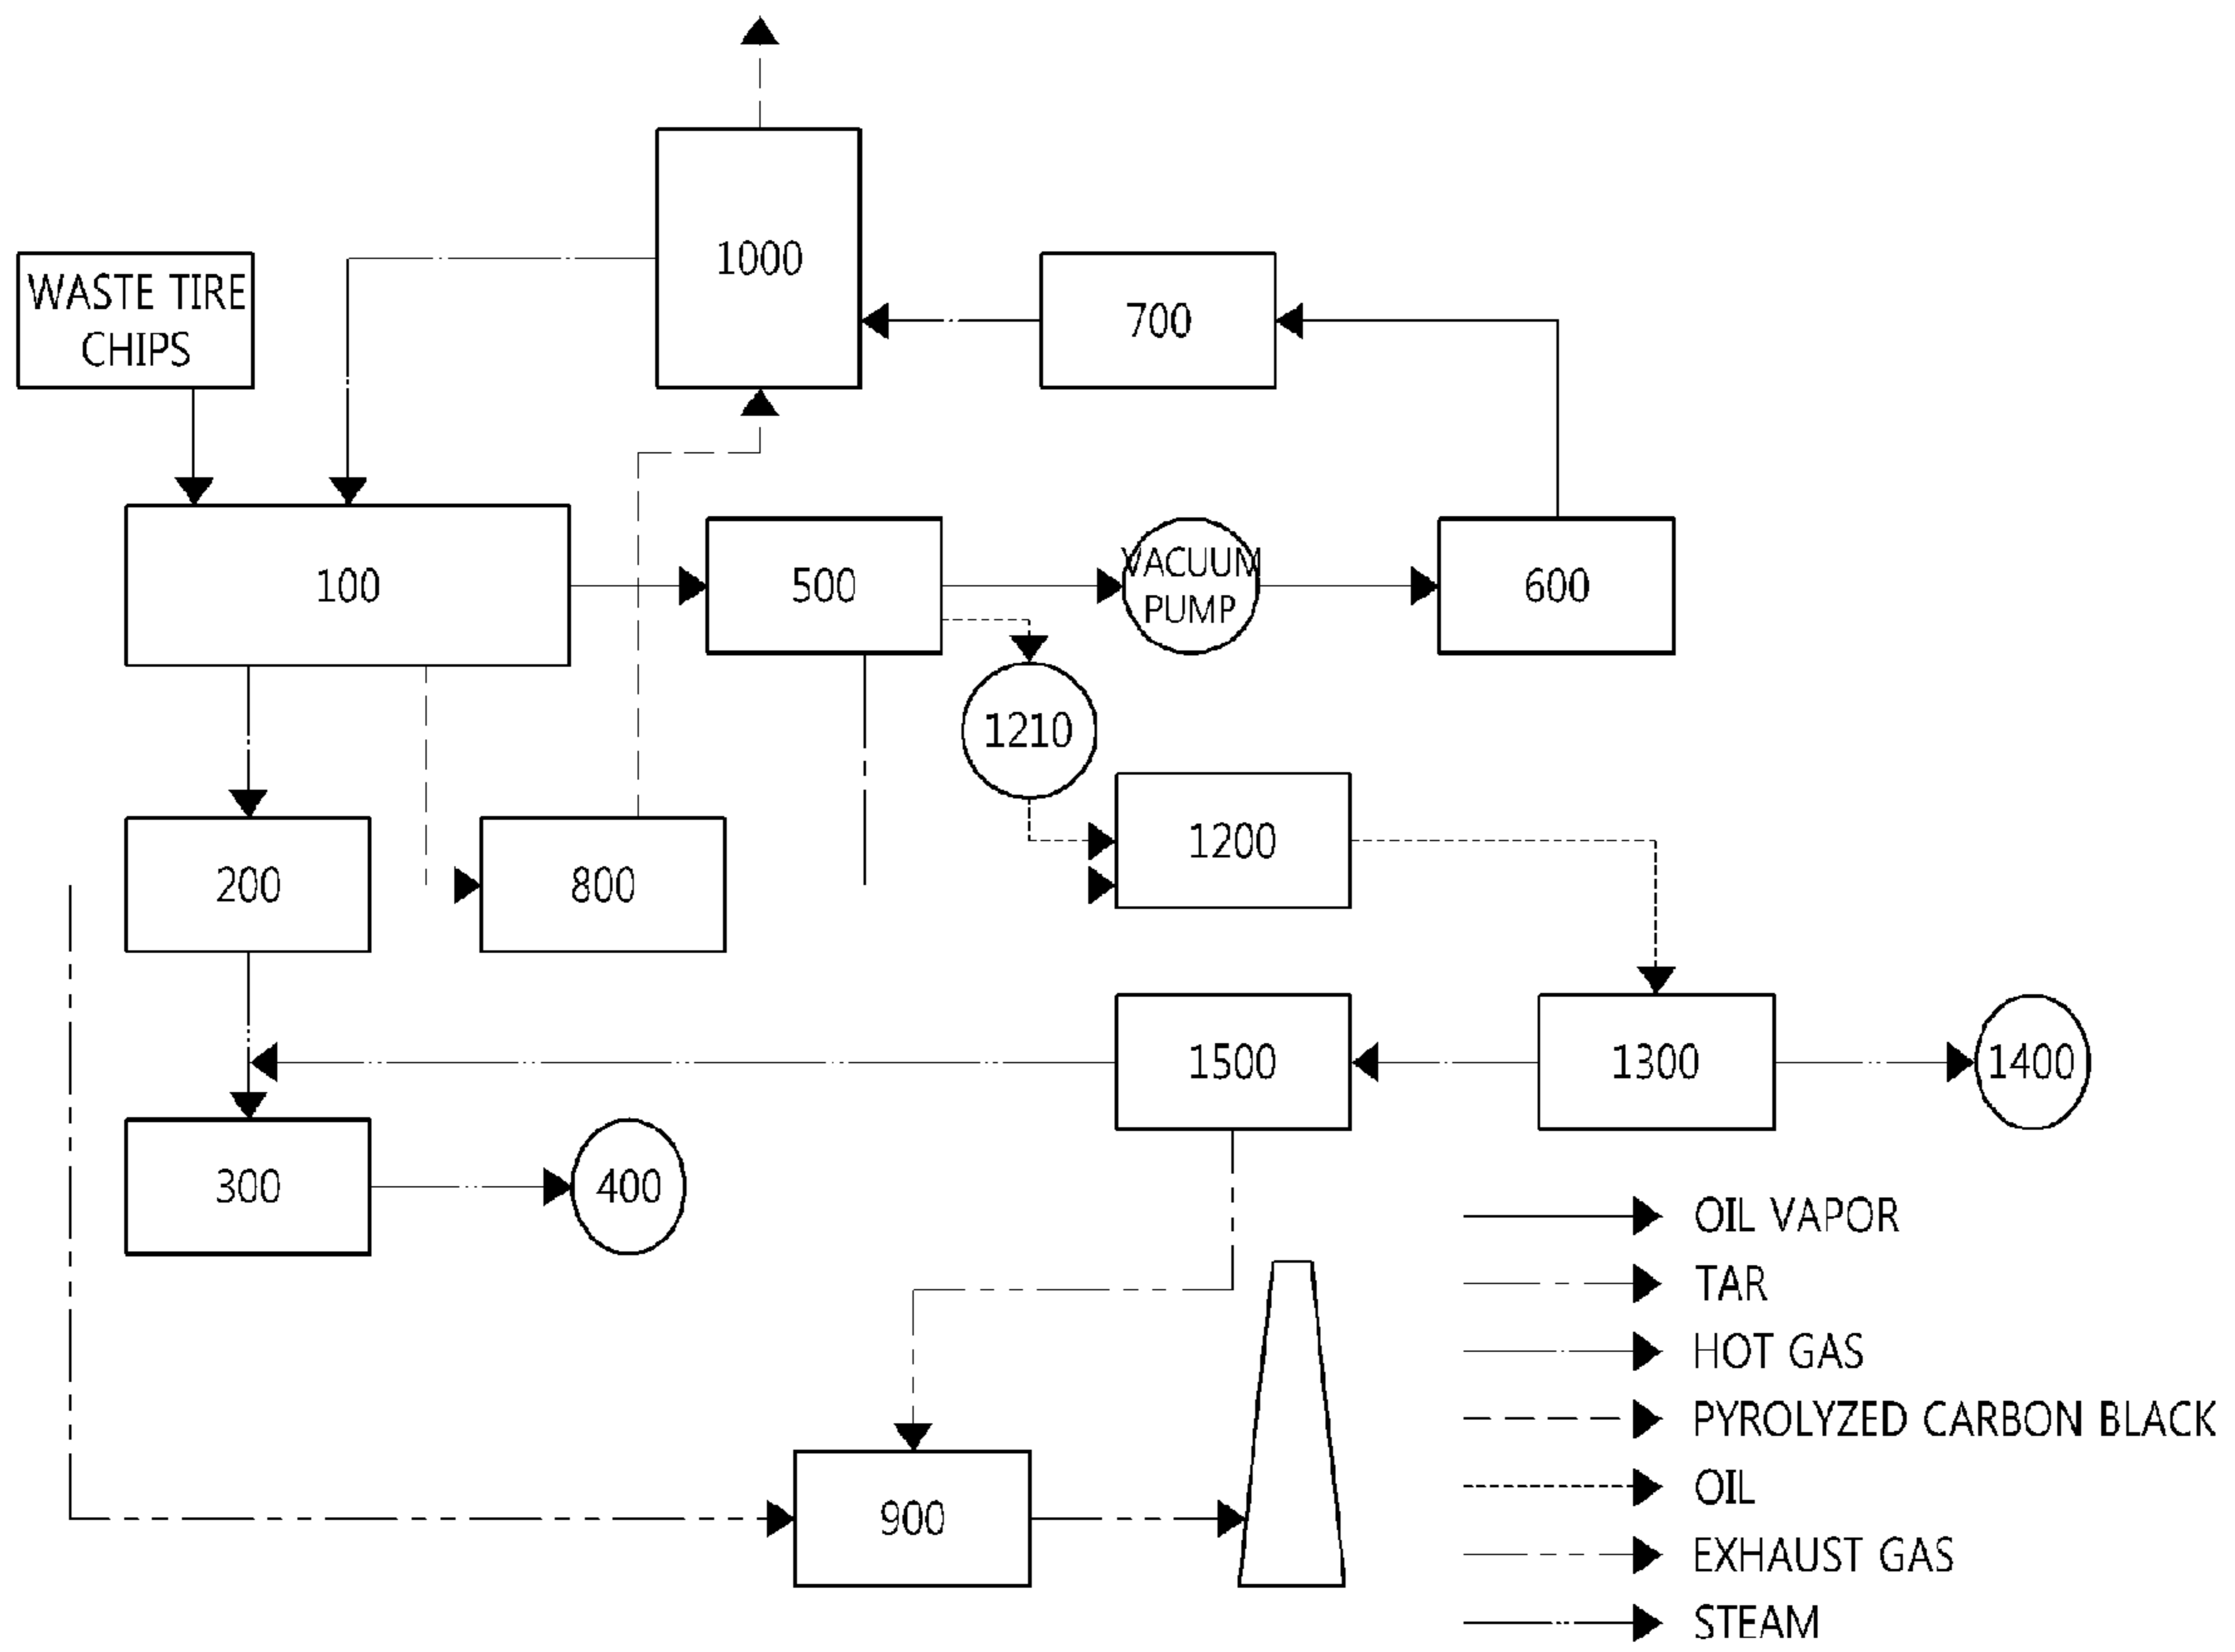 1000
WASTE TIRE
CHIPS
700
100
500
VACUUM
PUMP
600
1210
1200
200
800
1500
1300
1400
300
400
900
OIL VAPOR
TAR
HOT GAS
PYROLYZED CARBON BLACK
OIL
EXHAUST GAS
STEAM